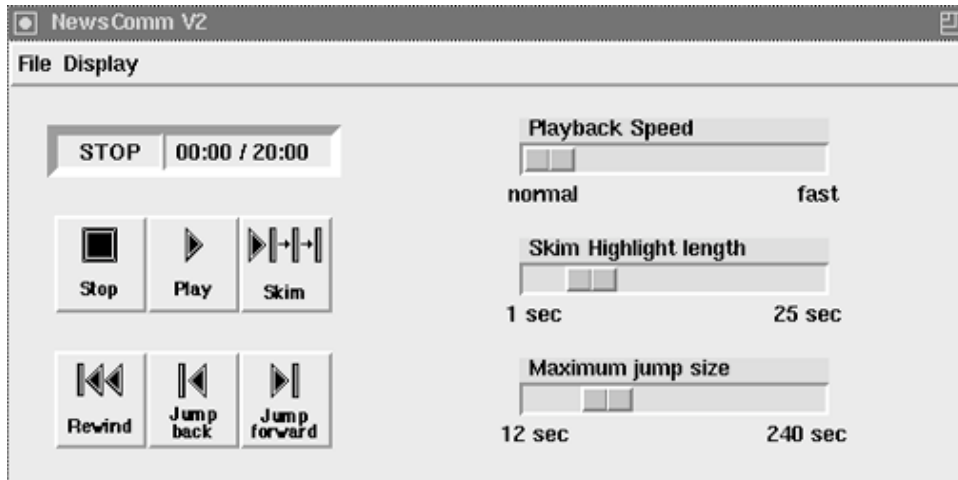 NewsComm V2
File Display
STOP 00:00 / 20:00
Stop Play Skim
Rewind Jump back Jump forward
Playback Speed
normal fast
Skim Highlight length
1 sec 25 sec
Maximum jump size
12 sec 240 sec